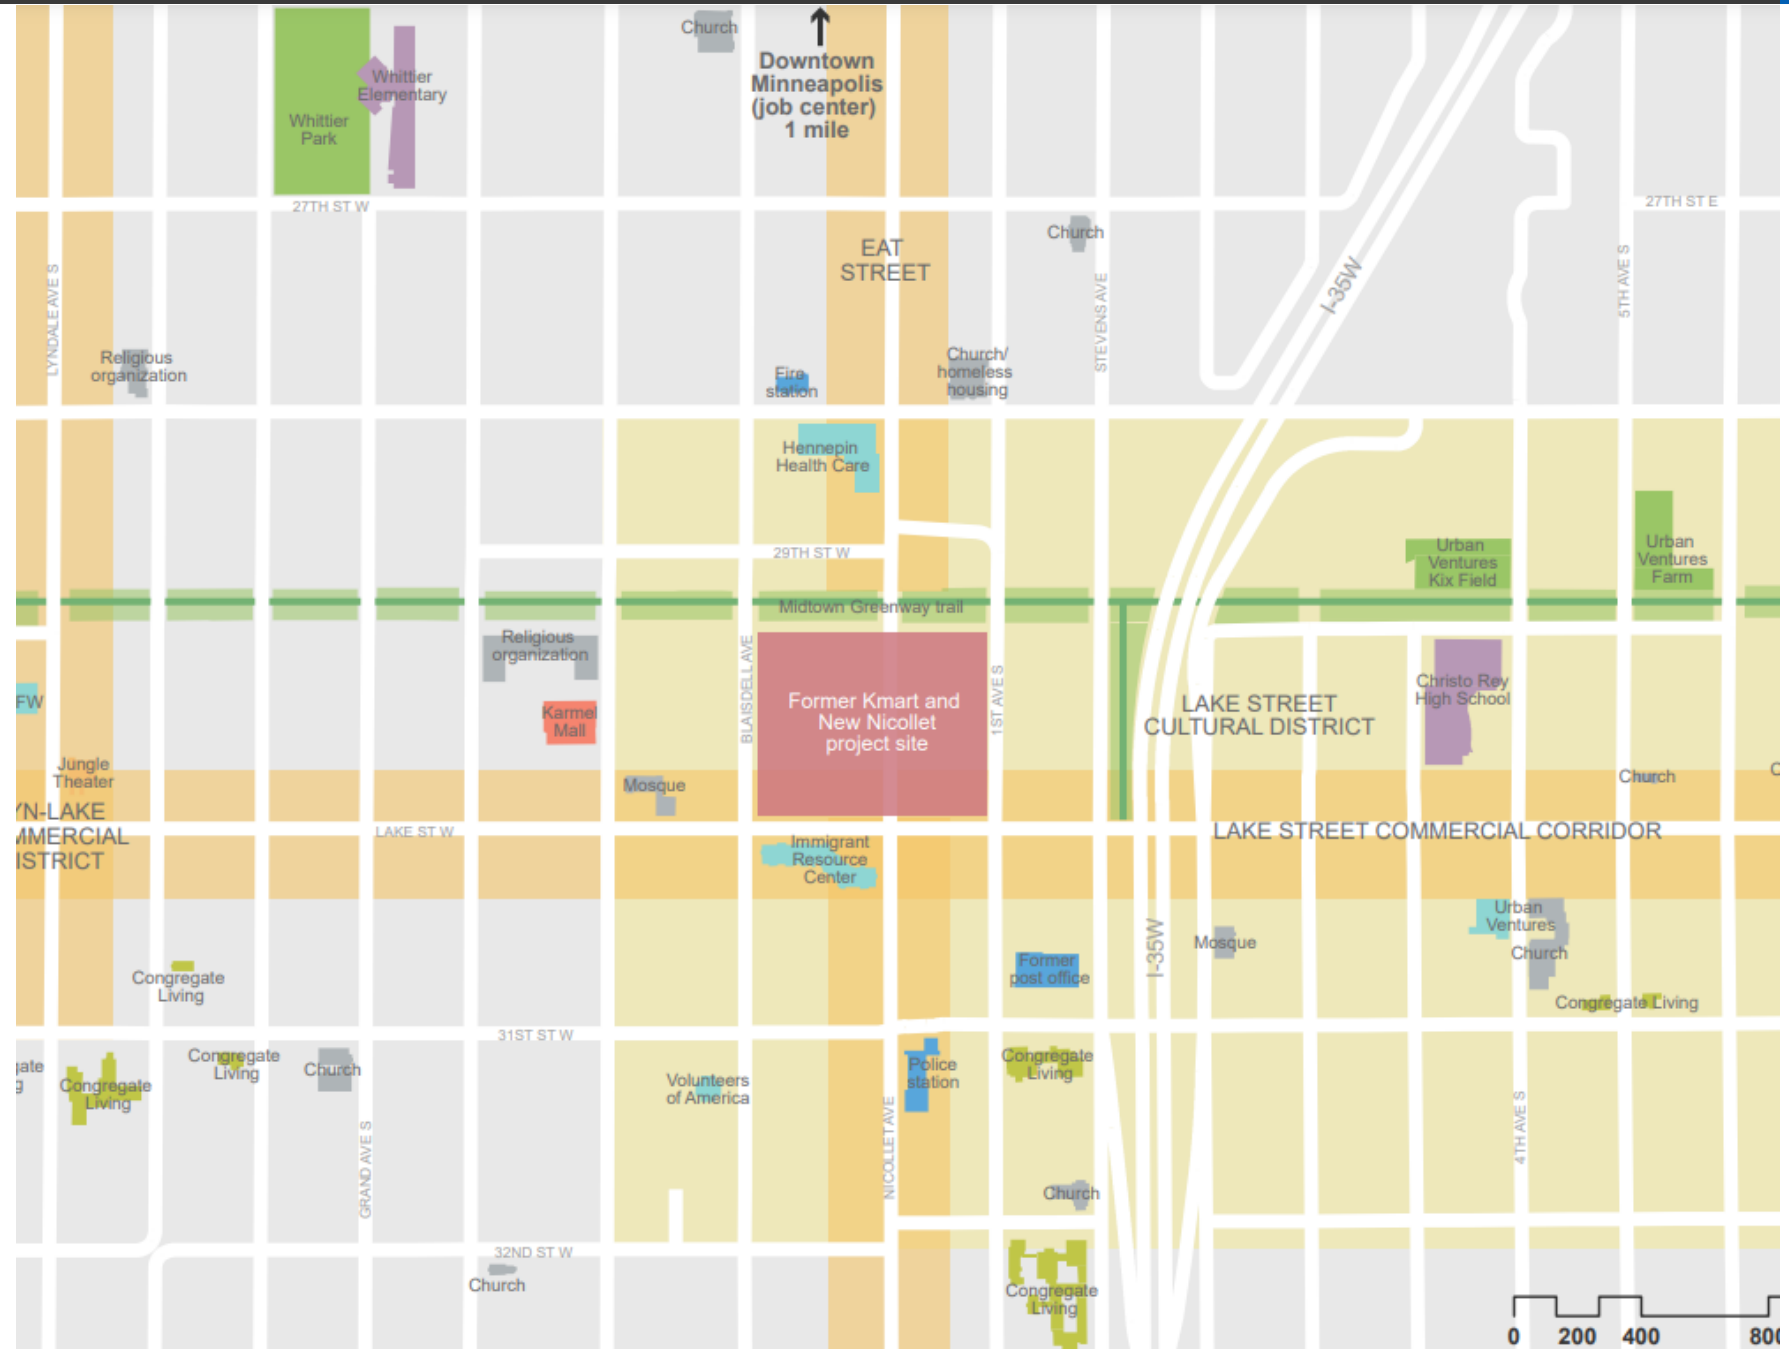 Church
Downtown
Minneapolis
(job center)
1 mile
Whittier
Elementary
Whittier
Park
27TH ST W
27TH ST E
Church
EAT
STREET
LYNDALE AVE S
STEVENS AVE
I-35W
5TH AVE S
Religious
organization
Fire
station
Church/
homeless
housing
Hennepin
Health Care
29TH ST W
Urban
Ventures
Kix Field
Urban
Ventures
Farm
Midtown Greenway trail
Religious
organization
FW
Karmel
Mall
BLAISDELL AVE
Former Kmart and
New Nicollet
project site
1ST AVE S
LAKE STREET
CULTURAL DISTRICT
Christo Rey
High School
Jungle
Theater
Mosque
Church
C
YN-LAKE
MMERCIAL
ISTRICT
LAKE ST W
LAKE STREET COMMERCIAL CORRIDOR
Immigrant
Resource
Center
Urban
Ventures
Church
Mosque
I-35W
Former
post office
Congregate
Living
Congregate Living
31ST ST W
gate
g
Congregate
Living
Congregate
Living
Church
Volunteers
of America
Police
station
Congregate
Living
GRAND AVE S
NICOLLET AVE
4TH AVE S
Church
32ND ST W
Church
Congregate
Living
0 200 400 800